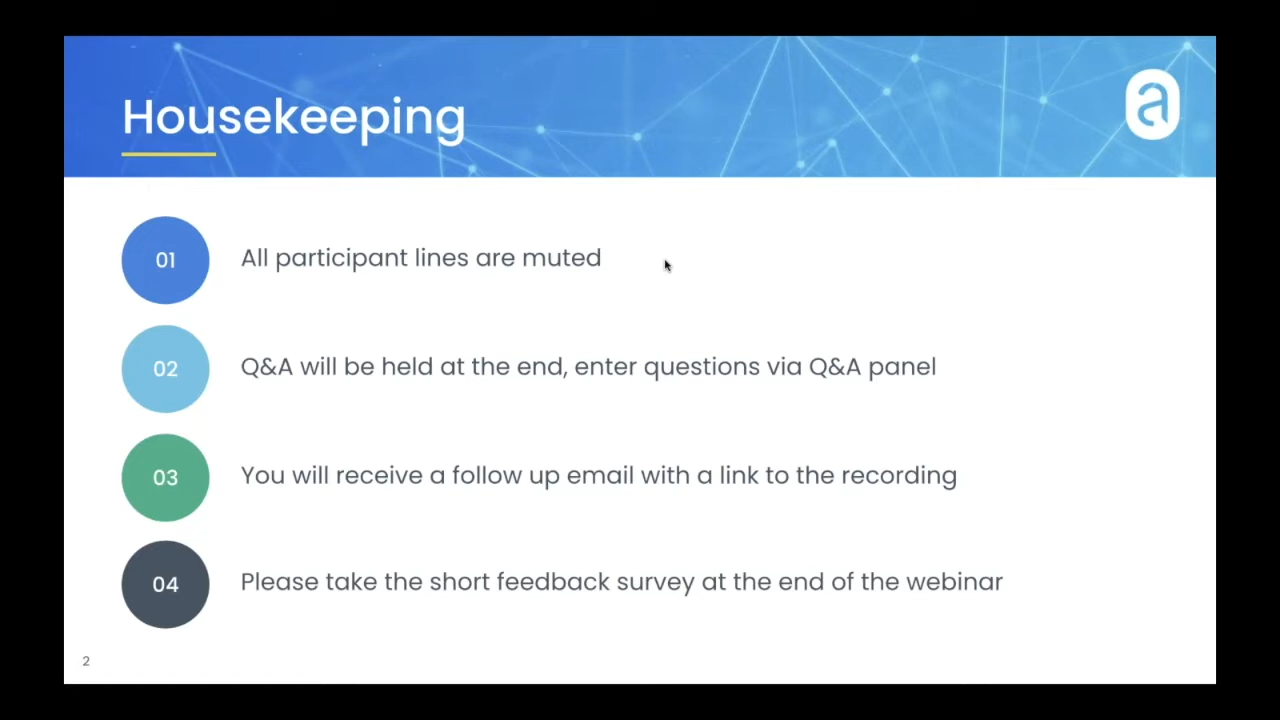 Housekeeping
a
01 All participant lines are muted
02 Q&A will be held at the end, enter questions via Q&A panel
03 You will receive a follow up email with a link to the recording
04 Please take the short feedback survey at the end of the webinar
2